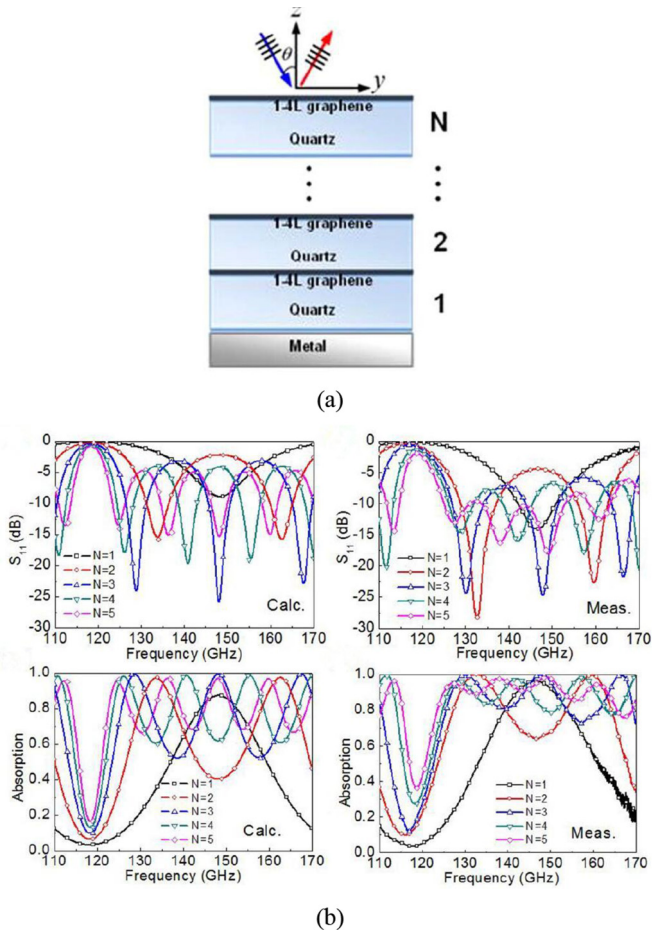 z
θ
y
1-4L graphene
Quartz
N
1-4L graphene
Quartz
2
1-4L graphene
Quartz
1
Metal
(a)
0
-5
-10
-15
-20
-25
-30
S11 (dB)
N=1
N=2
N=3
N=4
N=5
Calc.
110 120 130 140 150 160 170
Frequency (GHz)
0
-5
-10
-15
-20
-25
-30
S11 (dB)
N=1
N=2
N=3
N=4
N=5
Meas.
110 120 130 140 150 160 170
Frequency (GHz)
1.0
0.8
0.6
0.4
0.2
0.0
Absorption
N=1
N=2
N=3
N=4
N=5
Calc.
110 120 130 140 150 160 170
Frequency (GHz)
1.0
0.8
0.6
0.4
0.2
0.0
Absorption
N=1
N=2
N=3
N=4
N=5
Meas.
110 120 130 140 150 160 170
Frequency (GHz)
(b)